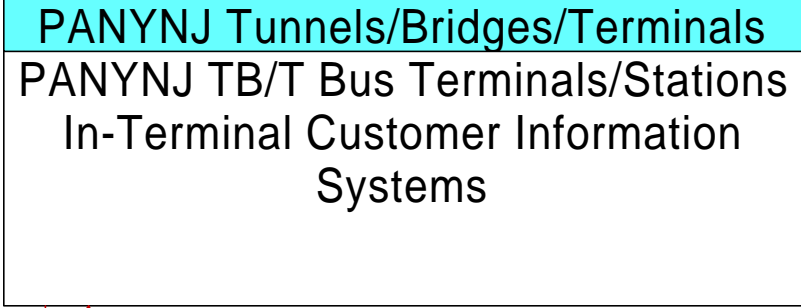 PANYNJ Tunnels/Bridges/Terminals
PANYNJ TB/T Bus Terminals/Stations
In-Terminal Customer Information
Systems